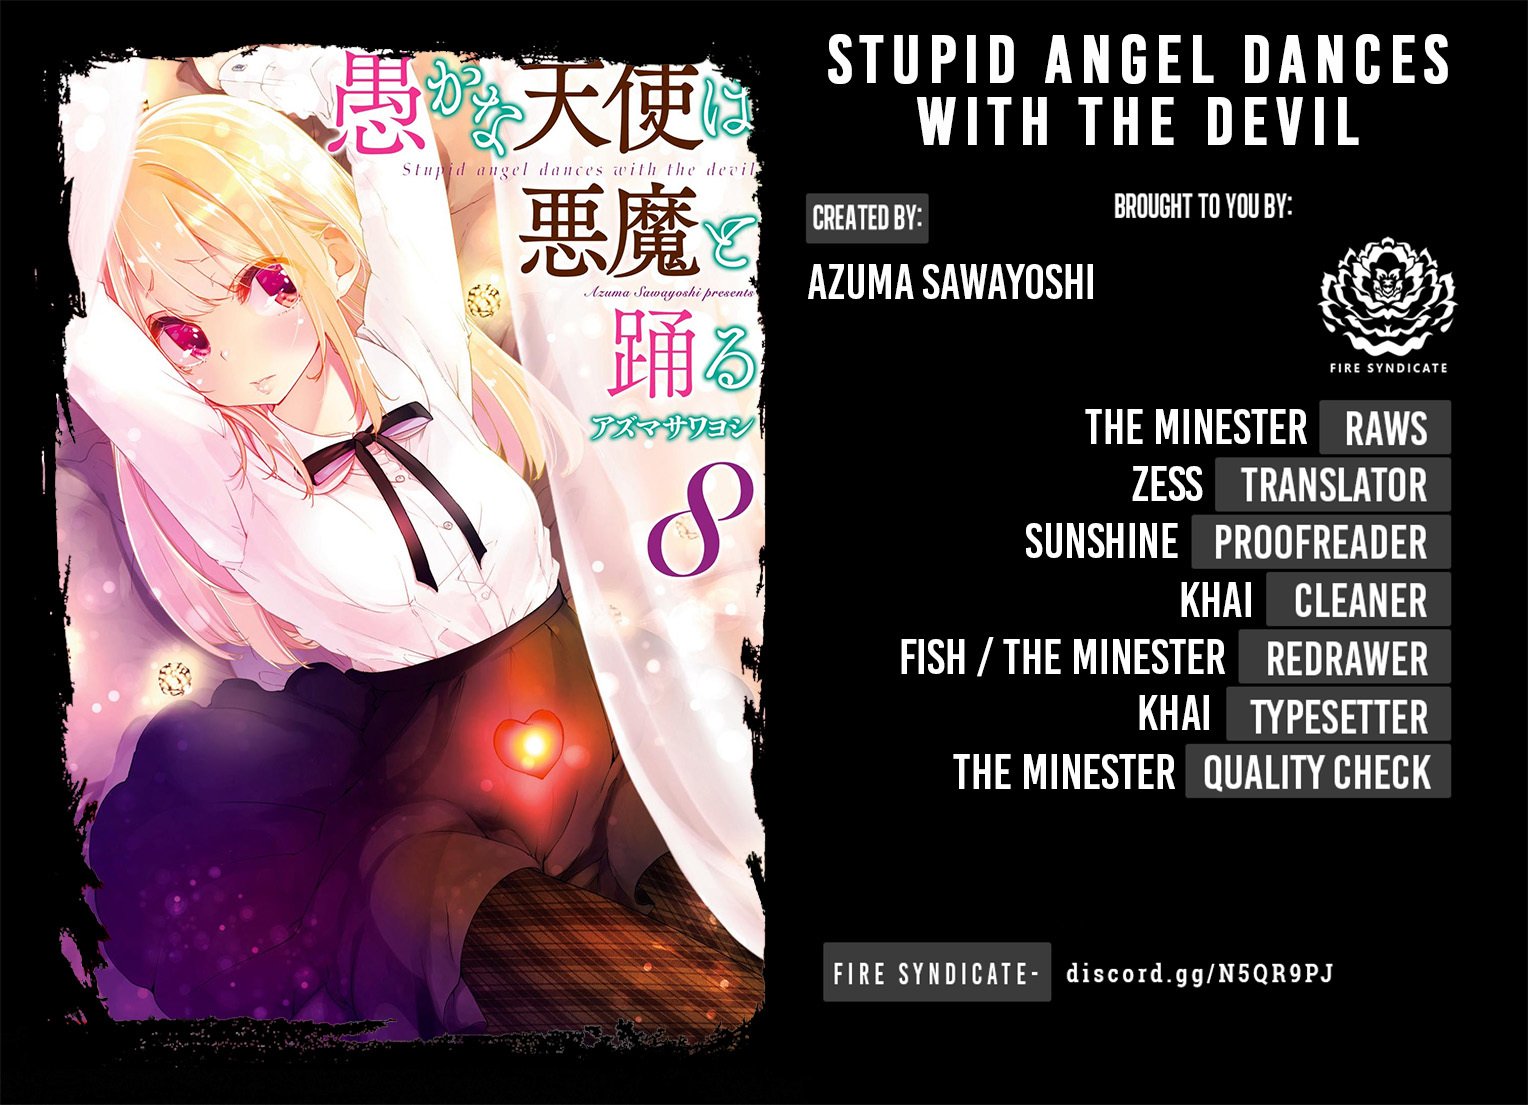 愚かな天使は
Stupid angel dances with the devil
悪魔と
Azuma Sawayoshi presents
踊る
アズマサワヨシ
8
STUPID ANGEL DANCES
WITH THE DEVIL
CREATED BY:
AZUMA SAWAYOSHI
BROUGHT TO YOU BY:
FIRE SYNDICATE
THE MINESTER RAWS
ZESS TRANSLATOR
SUNSHINE PROOFREADER
KHAI CLEANER
FISH / THE MINESTER REDRAWER
KHAI TYPESETTER
THE MINESTER QUALITY CHECK
FIRE SYNDICATE- discord.gg/N5QR9PJ